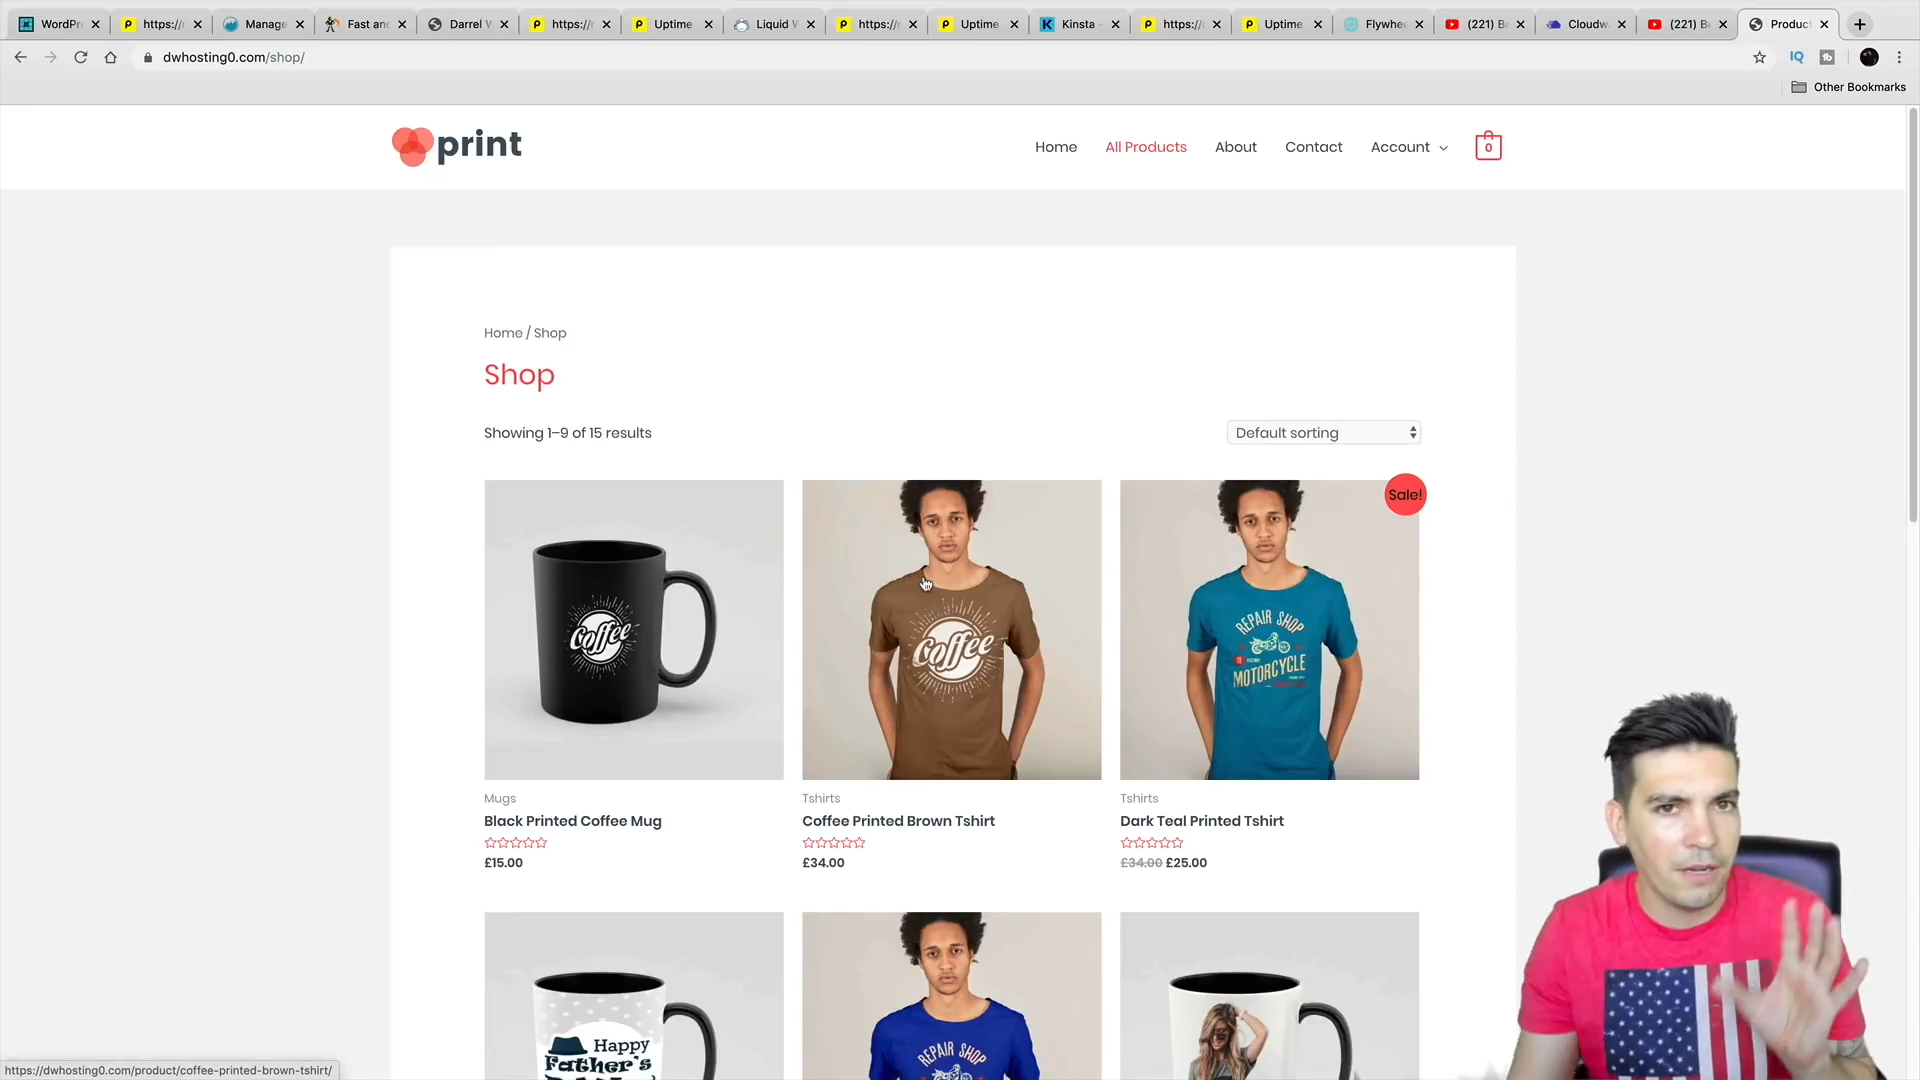 WordPr
https://r
Manage
Fast and
Darrel W
https://r
Uptime
Liquid W
https://r
Uptime
Kinsta -
https://r
Uptime
Flywhee
(221) Be
Cloudw
(221) Be
Product
dwhosting0.com/shop/
IQ
Other Bookmarks
print
Home
All Products
About
Contact
Account
0
Home / Shop
Shop
Showing 1–9 of 15 results
Default sorting
Sale!
Coffee
Coffee
REPAIR SHOP
MOTORCYCLE
Mugs
Black Printed Coffee Mug
£15.00
Tshirts
Coffee Printed Brown Tshirt
£34.00
Tshirts
Dark Teal Printed Tshirt
£34.00 £25.00
Happy
Father's
REPAIR SHOP
https://dwhosting0.com/product/coffee-printed-brown-tshirt/